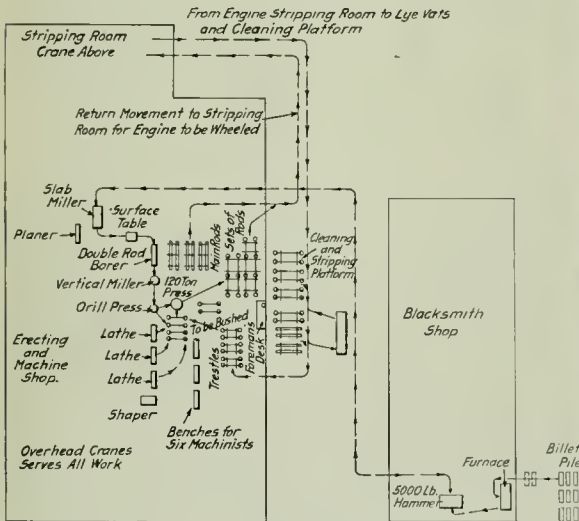 From Engine Stripping Room to Lye Vats
and Cleaning Platform
Stripping Room
Crane Above
Return Movement to Stripping
Room for Engine to be Wheeled
Slab
Miller
Surface
Table
Planer
Double Rod
Borer
Main Rods
Sets of
Rods
Cleaning
and
Stripping
Platform
Vertical Miller
120 Ton
Press
Drill Press
To be Bushed
Blacksmith
Shop
Lathe
Erecting
and
Machine
Shop.
Lathe
Lathe
Trestles
Foreman's
Desk
Shaper
Benches for
Six Machinists
Overhead Cranes
Serves All Work
Furnace
Billet
Pile
5000 Lb.
Hammer